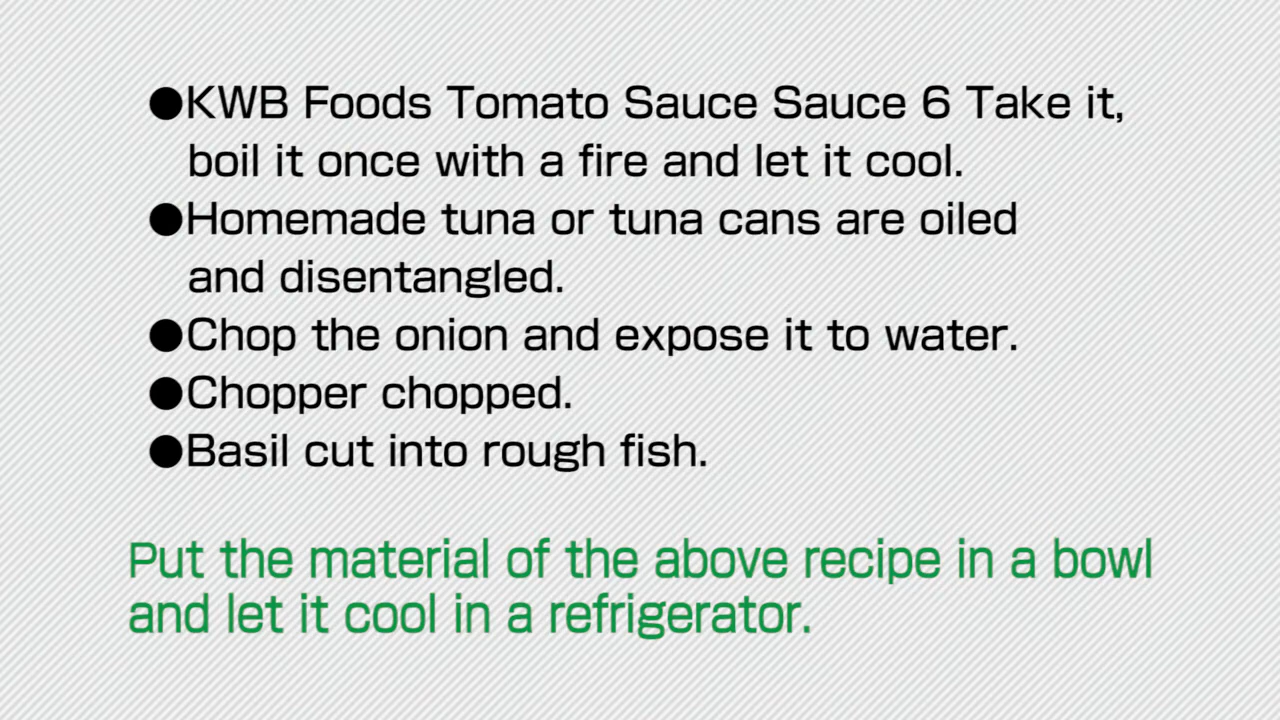 ●KWB Foods Tomato Sauce Sauce 6 Take it,
boil it once with a fire and let it cool.
●Homemade tuna or tuna cans are oiled
and disentangled.
●Chop the onion and expose it to water.
●Chopper chopped.
●Basil cut into rough fish.
Put the material of the above recipe in a bowl
and let it cool in a refrigerator.